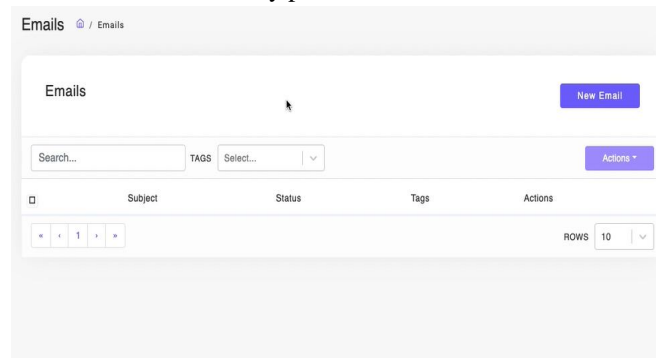 Emails / Emails
Emails
New Email
Search... TAGS Select... Actions
Subject Status Tags Actions
« ‹ 1 › » ROWS 10